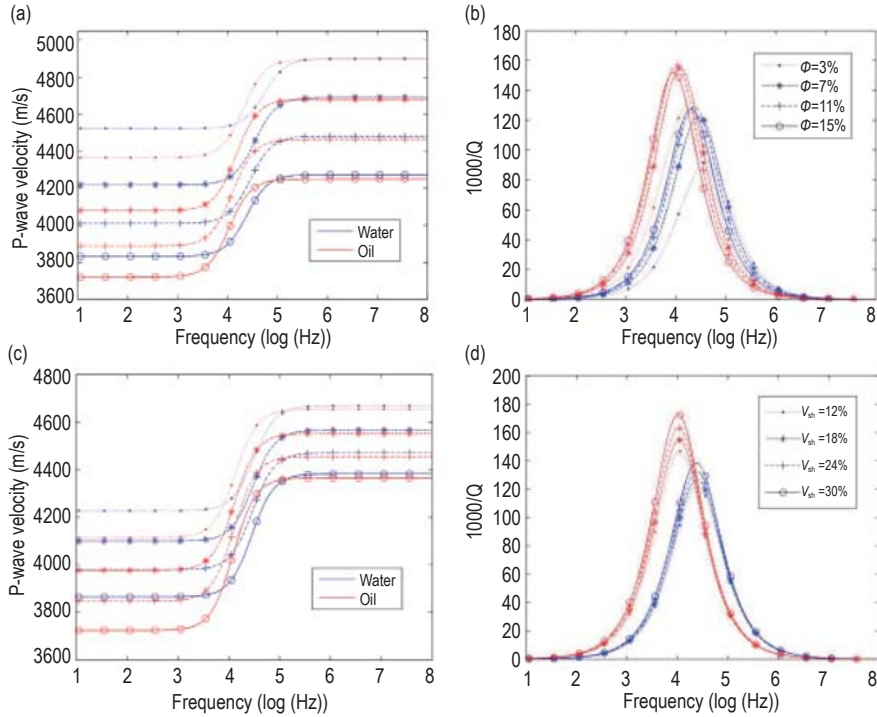 (a)
5000
4800
4600
4400
4200
4000
3800
3600
P-wave velocity (m/s)
Water
Oil
1 2 3 4 5 6 7 8
Frequency (log (Hz))
(b)
180
160
140
120
100
80
60
40
20
0
1000/Q
Φ=3%
Φ=7%
Φ=11%
Φ=15%
1 2 3 4 5 6 7 8
Frequency (log (Hz))
(c)
4800
4600
4400
4200
4000
3800
3600
P-wave velocity (m/s)
Water
Oil
1 2 3 4 5 6 7 8
Frequency (log (Hz))
(d)
200
180
160
140
120
100
80
60
40
20
0
1000/Q
Vsh =12%
Vsh =18%
Vsh =24%
Vsh =30%
1 2 3 4 5 6 7 8
Frequency (log (Hz))